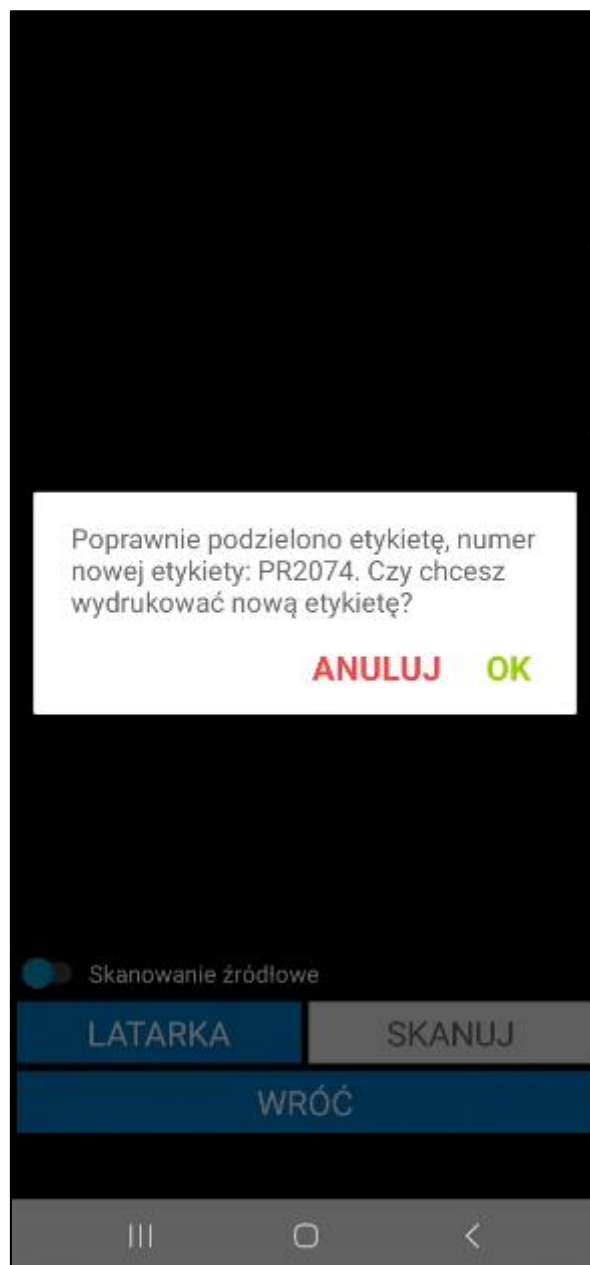 Poprawnie podzielono etykietę, numer
nowej etykiety: PR2074. Czy chcesz
wydrukować nową etykietę?
ANULUJ OK
Skanowanie źródłowe
LATARKA SKANUJ
WRÓĆ